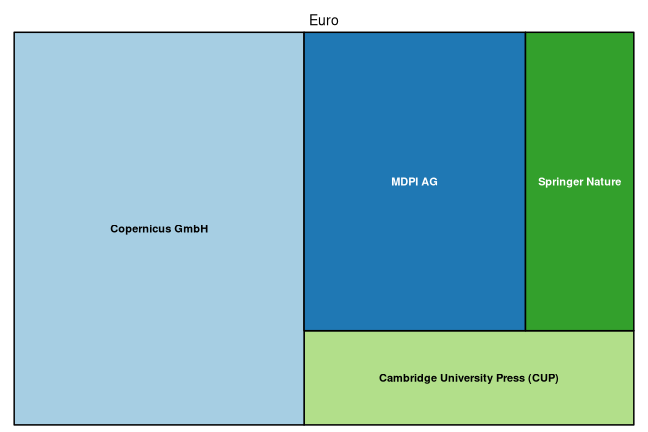 Euro
MDPI AG
Springer Nature
Copernicus GmbH
Cambridge University Press (CUP)